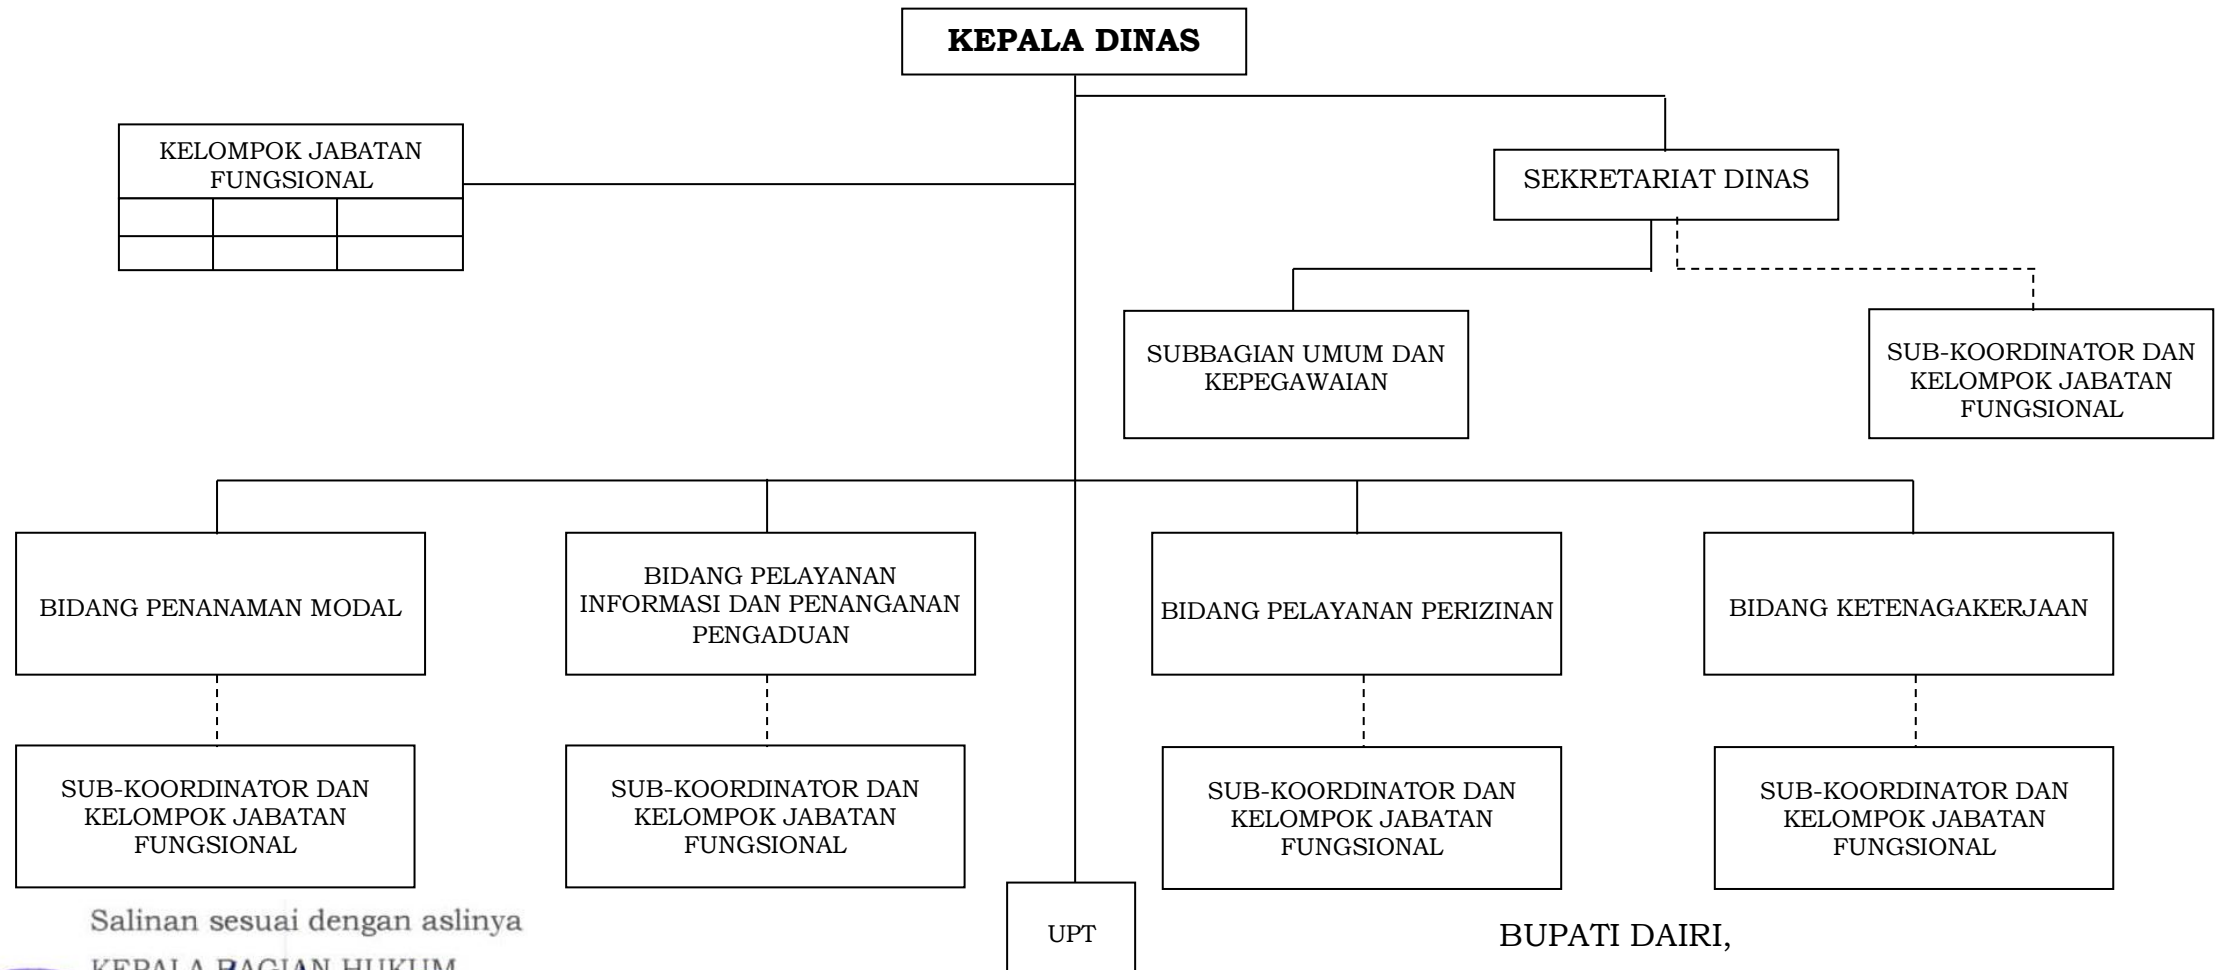 KEPALA DINAS
KELOMPOK JABATAN
FUNGSIONAL
SEKRETARIAT DINAS
SUBBAGIAN UMUM DAN
KEPEGAWAIAN
SUB-KOORDINATOR DAN
KELOMPOK JABATAN
FUNGSIONAL
BIDANG PENANAMAN MODAL
BIDANG PELAYANAN
INFORMASI DAN PENANGANAN
PENGADUAN
BIDANG PELAYANAN PERIZINAN
BIDANG KETENAGAKERJAAN
SUB-KOORDINATOR DAN
KELOMPOK JABATAN
FUNGSIONAL
SUB-KOORDINATOR DAN
KELOMPOK JABATAN
FUNGSIONAL
SUB-KOORDINATOR DAN
KELOMPOK JABATAN
FUNGSIONAL
SUB-KOORDINATOR DAN
KELOMPOK JABATAN
FUNGSIONAL
UPT
Salinan sesuai dengan aslinya
KEPALA BAGIAN HUKUM
BUPATI DAIRI,